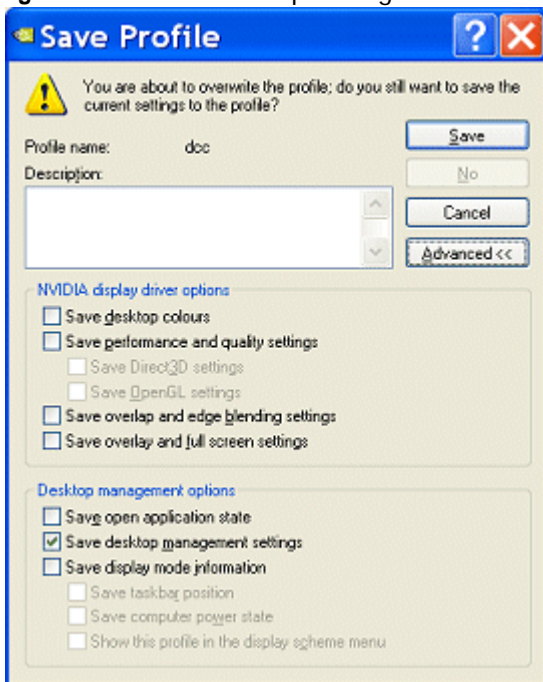 Save Profile
You are about to overwrite the profile; do you still want to save the
current settings to the profile?
Profile name: dcc
Save
Description:
No
Cancel
Advanced <<
NVIDIA display driver options
Save desktop colours
Save performance and quality settings
Save Direct3D settings
Save OpenGL settings
Save overlap and edge blending settings
Save overlay and full screen settings
Desktop management options
Save open application state
Save desktop management settings
Save display mode information
Save taskbar position
Save computer power state
Show this profile in the display scheme menu